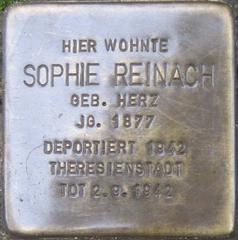 HIER WOHNTE
SOPHIE REINACH
GEB. HERZ
JG. 1877
DEPORTIERT 1942
THERESIENSTADT
TOT 2.9.1942